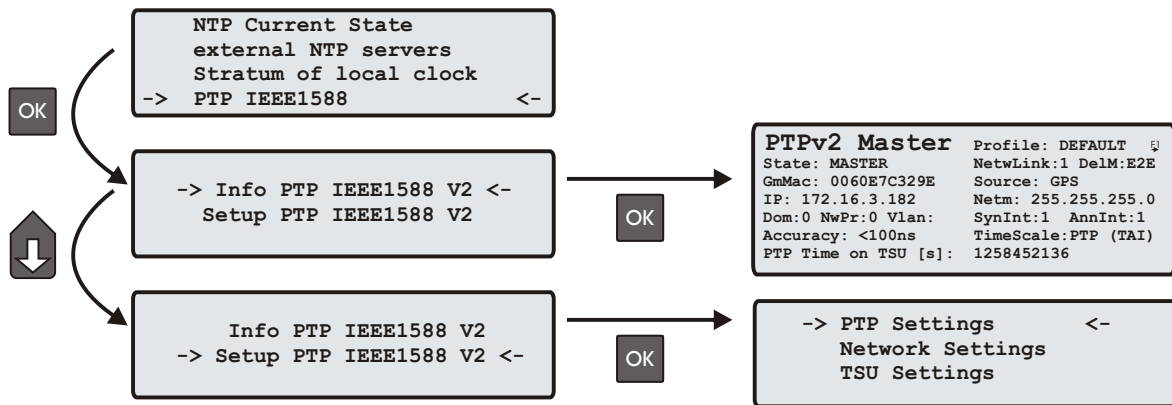 NTP Current State
external NTP servers
Stratum of local clock
-> PTP IEEE1588 <-
OK
-> Info PTP IEEE1588 V2 <-
Setup PTP IEEE1588 V2
OK
PTPv2 Master Profile: DEFAULT
State: MASTER NetwLink:1 DelM:E2E
GmMac: 0060E7C329E Source: GPS
IP: 172.16.3.182 Netm: 255.255.255.0
Dom:0 NwPr:0 Vlan: SynInt:1 AnnInt:1
Accuracy: <100ns TimeScale:PTP (TAI)
PTP Time on TSU [s]: 1258452136
Info PTP IEEE1588 V2
-> Setup PTP IEEE1588 V2 <-
OK
-> PTP Settings <-
Network Settings
TSU Settings